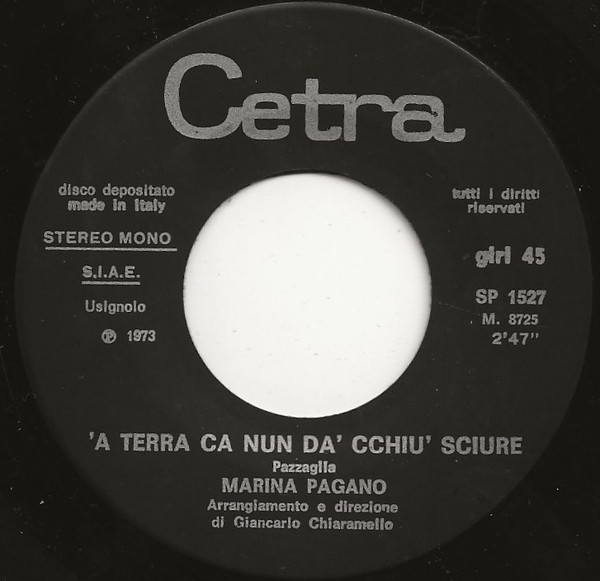 Cetra
disco depositato
made in Italy
STEREO MONO
S.I.A.E.
Usignolo
Ⓟ 1973
tutti i diritti
riservati
giri 45
SP 1527
M. 8725
2'47"
'A TERRA CA NUN DA' CCHIU' SCIURE
Pazzaglia
MARINA PAGANO
Arrangiamento e direzione
di Giancarlo Chiaramello